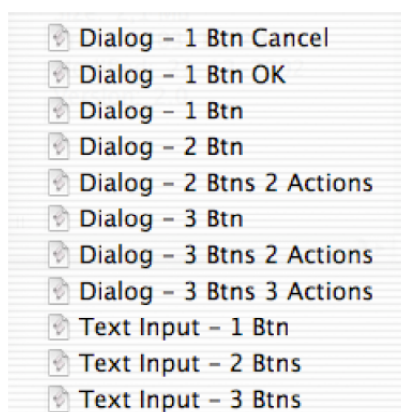 Dialog – 1 Btn Cancel
Dialog – 1 Btn OK
Dialog – 1 Btn
Dialog – 2 Btn
Dialog – 2 Btns 2 Actions
Dialog – 3 Btn
Dialog – 3 Btns 2 Actions
Dialog – 3 Btns 3 Actions
Text Input – 1 Btn
Text Input – 2 Btns
Text Input – 3 Btns